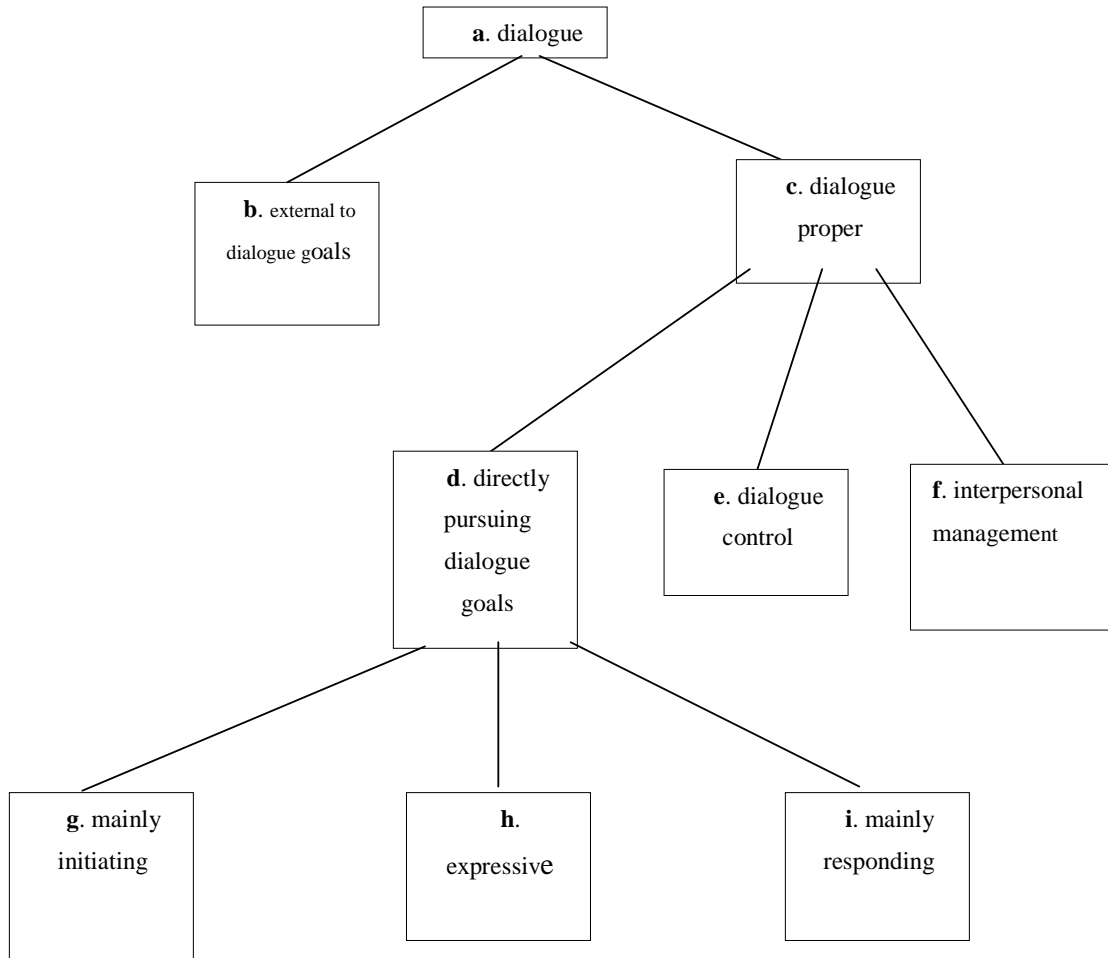 a. dialogue
b. external to
dialogue goals
c. dialogue
proper
d. directly
pursuing
dialogue
goals
e. dialogue
control
f. interpersonal
management
g. mainly
initiating
h.
expressive
i. mainly
responding